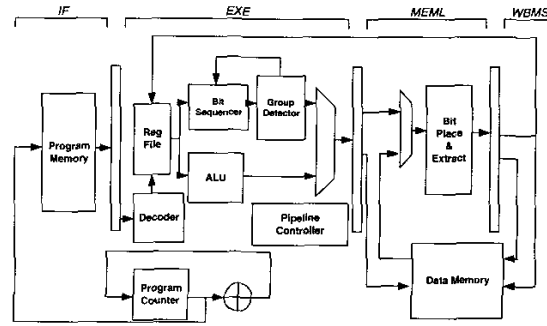 IF EXE MEML WBMS
Program
Memory
Reg
File
Bit
Sequencer
Group
Detector
ALU
Decoder
Pipeline
Controller
Bit
Place
&
Extract
Program
Counter
Data Memory